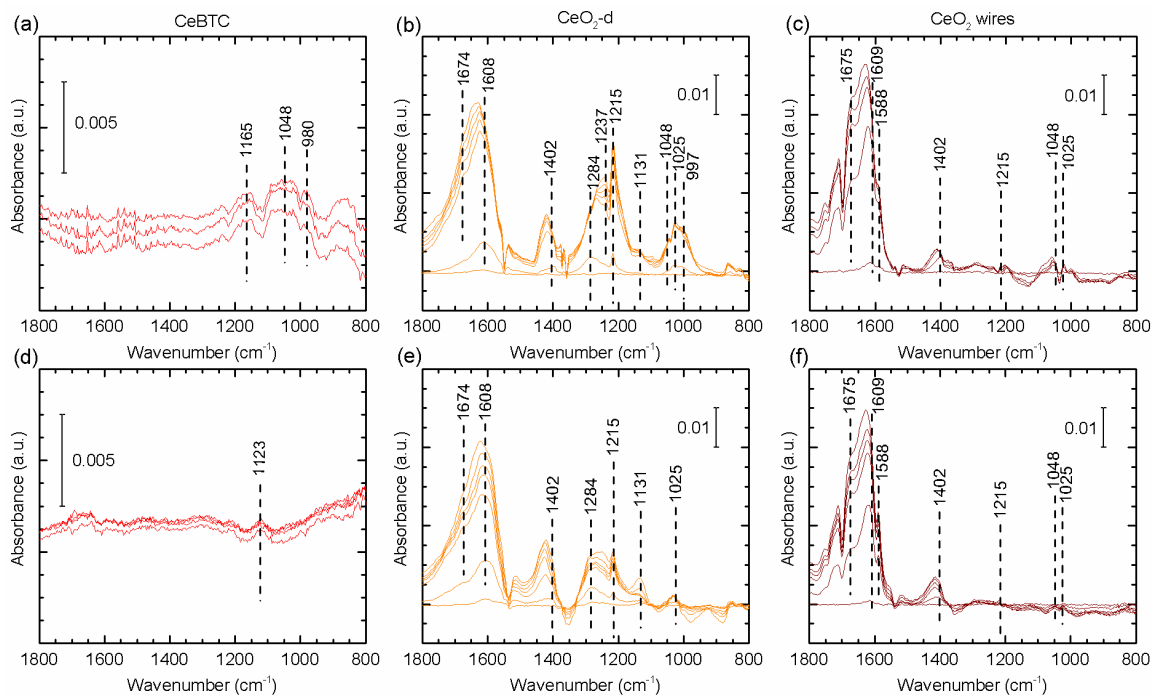 (a)
CeBTC
(b)
CeO₂-d
(c)
CeO₂ wires
Absorbance (a.u.)
0.005
1165
1048
980
1800 1600 1400 1200 1000 800
Wavenumber (cm⁻¹)
Absorbance (a.u.)
1674
1608
1402
1284
1237
1215
1131
1048
1025
997
0.01
1800 1600 1400 1200 1000 800
Wavenumber (cm⁻¹)
Absorbance (a.u.)
1675
1609
1588
1402
1215
1048
1025
0.01
1800 1600 1400 1200 1000 800
Wavenumber (cm⁻¹)
(d)
CeBTC
Absorbance (a.u.)
0.005
1123
1800 1600 1400 1200 1000 800
Wavenumber (cm⁻¹)
(e)
CeO₂-d
Absorbance (a.u.)
1674
1608
1402
1284
1215
1131
1025
0.01
1800 1600 1400 1200 1000 800
Wavenumber (cm⁻¹)
(f)
CeO₂ wires
Absorbance (a.u.)
1675
1609
1588
1402
1215
1048
1025
0.01
1800 1600 1400 1200 1000 800
Wavenumber (cm⁻¹)